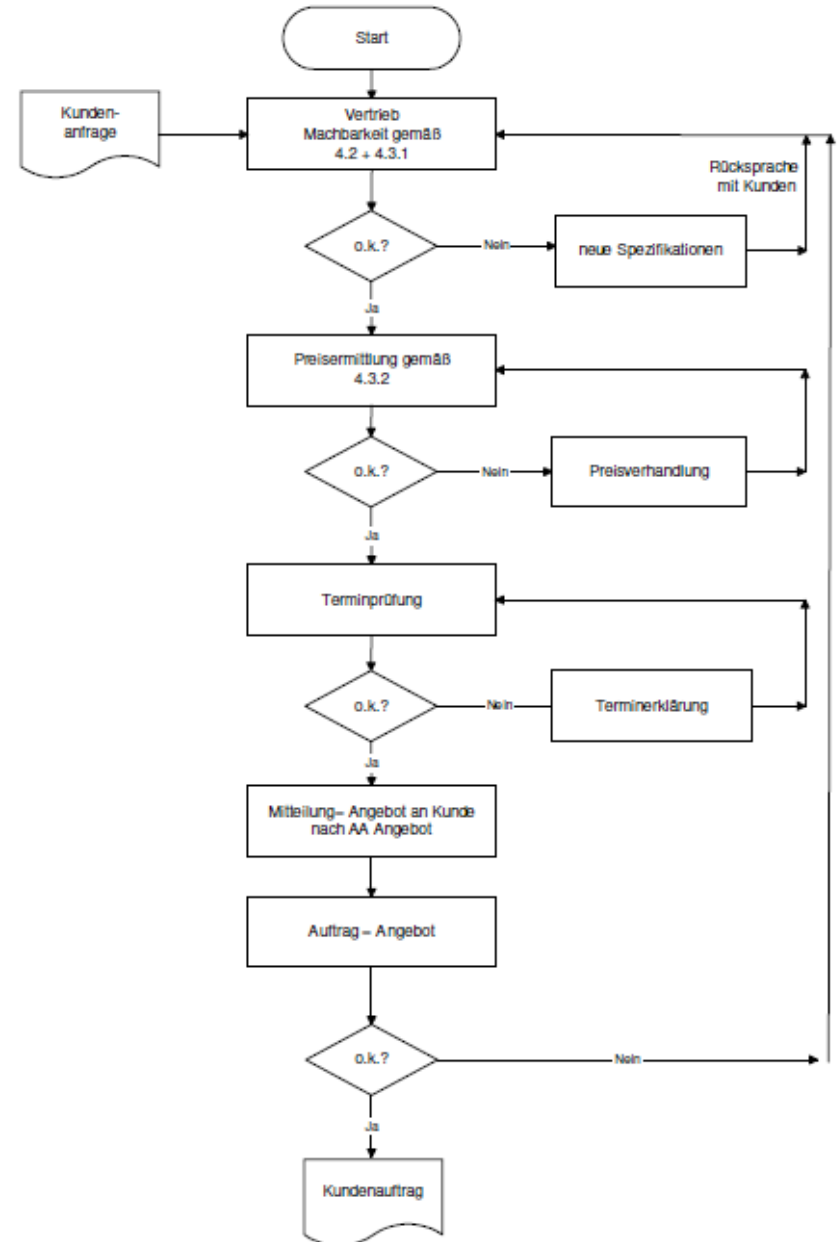 Start
Kunden-
anfrage
Vertrieb
Machbarkeit gemäß
4.2 + 4.3.1
Rücksprache
mit Kunden
o.k.?
Nein
neue Spezifikationen
Ja
Preisermittlung gemäß
4.3.2
o.k.?
Nein
Preisverhandlung
Ja
Terminprüfung
o.k.?
Nein
Terminerklärung
Ja
Mitteilung– Angebot an Kunde
nach AA Angebot
Auftrag – Angebot
o.k.?
Nein
Ja
Kundenauftrag